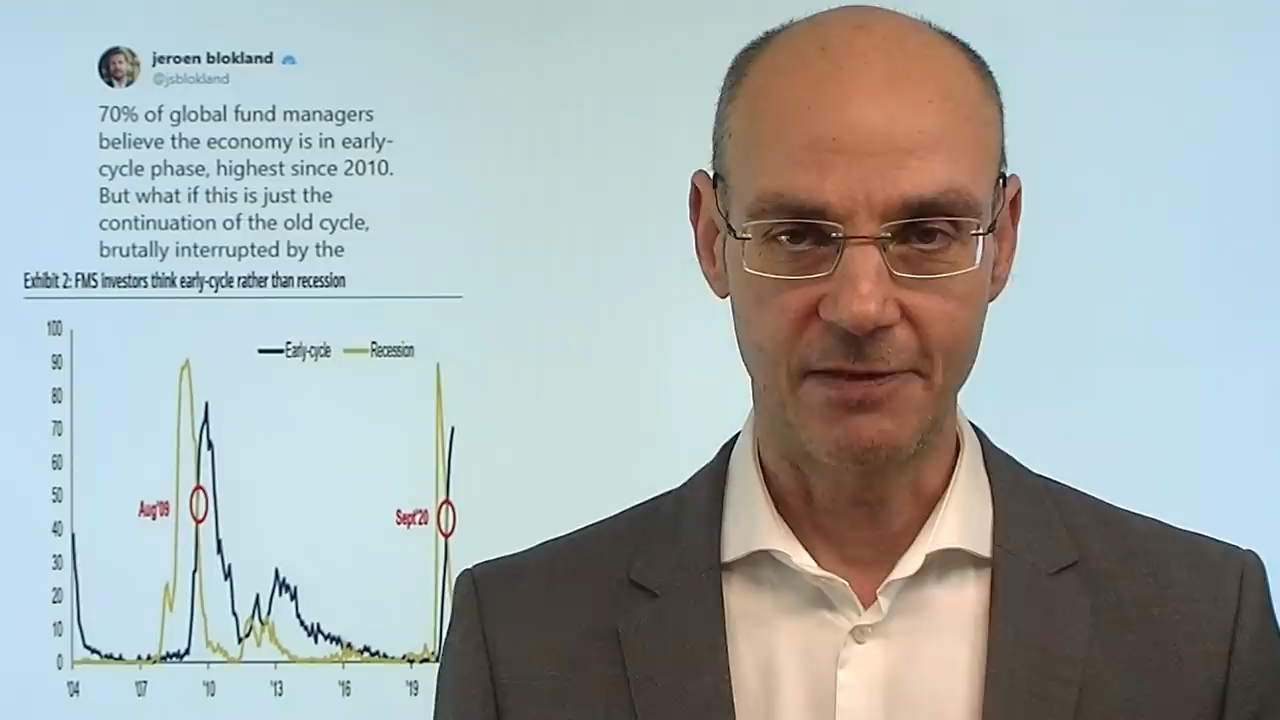 jeroen blokland
@jsblokland
70% of global fund managers
believe the economy is in early-
cycle phase, highest since 2010.
But what if this is just the
continuation of the old cycle,
brutally interrupted by the
Exhibit 2: FMS investors think early-cycle rather than recession
100
Early-cycle Recession
90
80
70
60
50
Aug'09
Sept'20
40
30
20
10
0
'04 '07 '10 '13 '16 '19